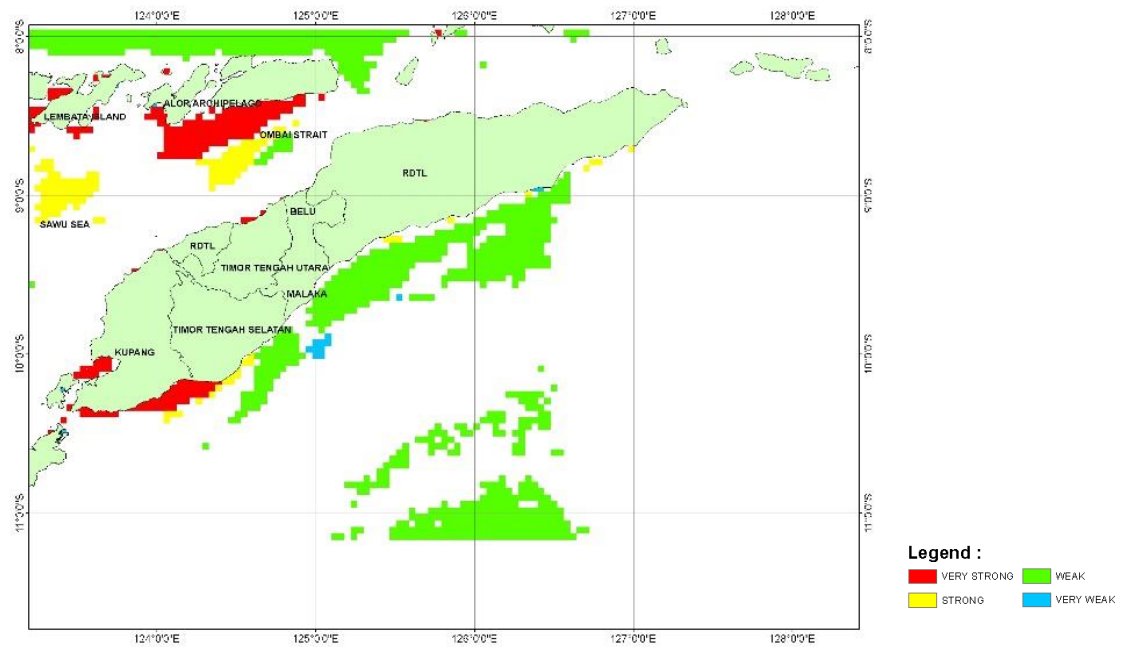 124°0'0"E 125°0'0"E 126°0'0"E 127°0'0"E 128°0'0"E
8°0'0"S 8°0'0"S
ALOR ARCHIPELAGO
LEMBATA ISLAND
OMBAI STRAIT
RDTL
9°0'0"S 9°0'0"S
BELU
SAWU SEA
RDTL
TIMOR TENGAH UTARA
MALAKA
TIMOR TENGAH SELATAN
KUPANG
10°0'0"S 10°0'0"S
11°0'0"S 11°0'0"S
Legend :
VERY STRONG WEAK
STRONG VERY WEAK
124°0'0"E 125°0'0"E 126°0'0"E 127°0'0"E 128°0'0"E